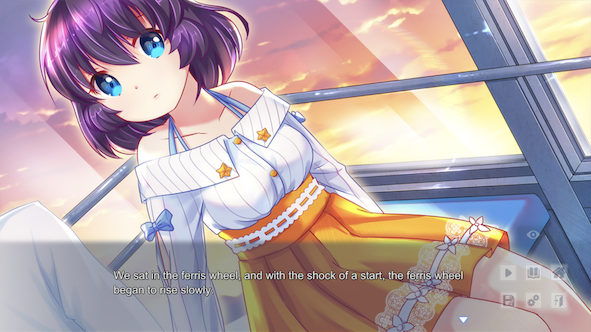 We sat in the ferris wheel, and with the shock of a start, the ferris wheel
began to rise slowly.